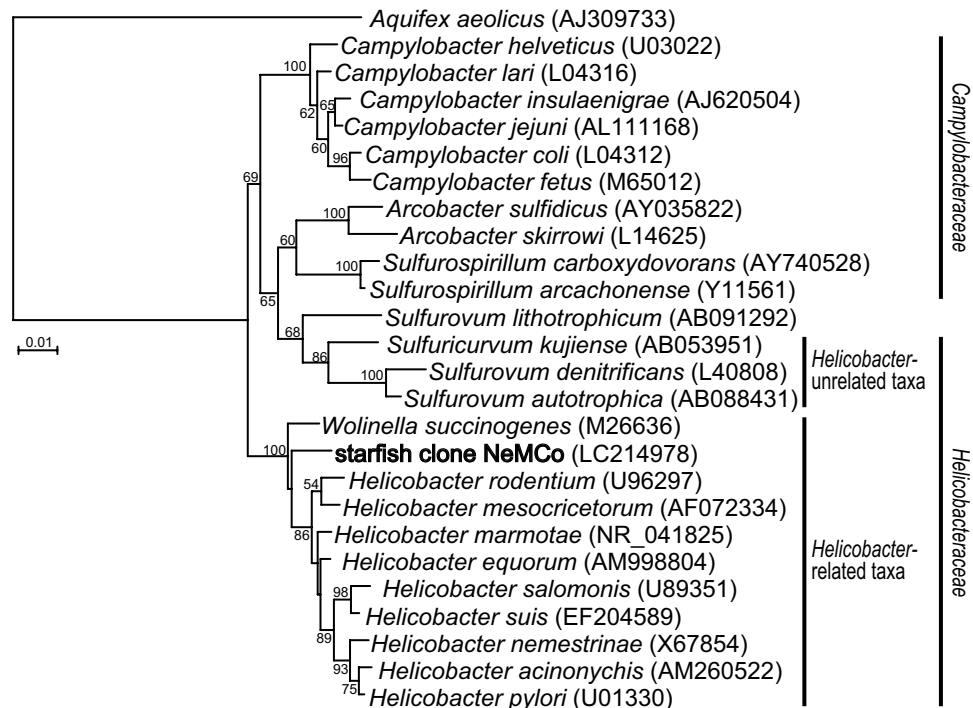 Aquifex aeolicus (AJ309733)
Campylobacter helveticus (U03022)
100
Campylobacter lari (L04316)
Campylobacter insulaenigrae (AJ620504)
65
62
Campylobacter jejuni (AL111168)
60
Campylobacter coli (L04312)
96
Campylobacter fetus (M65012)
69
Arcobacter sulfidicus (AY035822)
100
Arcobacter skirrowi (L14625)
60
Sulfurospirillum carboxydovorans (AY740528)
100
Sulfurospirillum arcachonense (Y11561)
65
Sulfurovum lithotrophicum (AB091292)
68
Sulfuricurvum kujiense (AB053951)
86
Sulfurovum denitrificans (L40808)
100
Sulfurovum autotrophica (AB088431)
Wolinella succinogenes (M26636)
100
starfish clone NeMCo (LC214978)
Helicobacter rodentium (U96297)
54
Helicobacter mesocricetorum (AF072334)
86
Helicobacter marmotae (NR_041825)
Helicobacter equorum (AM998804)
Helicobacter salomonis (U89351)
98
Helicobacter suis (EF204589)
89
Helicobacter nemestrinae (X67854)
93
Helicobacter acinonychis (AM260522)
75
Helicobacter pylori (U01330)
0.01
Campylobacteraceae
Helicobacter-
unrelated taxa
Helicobacter-
related taxa
Helicobacteraceae